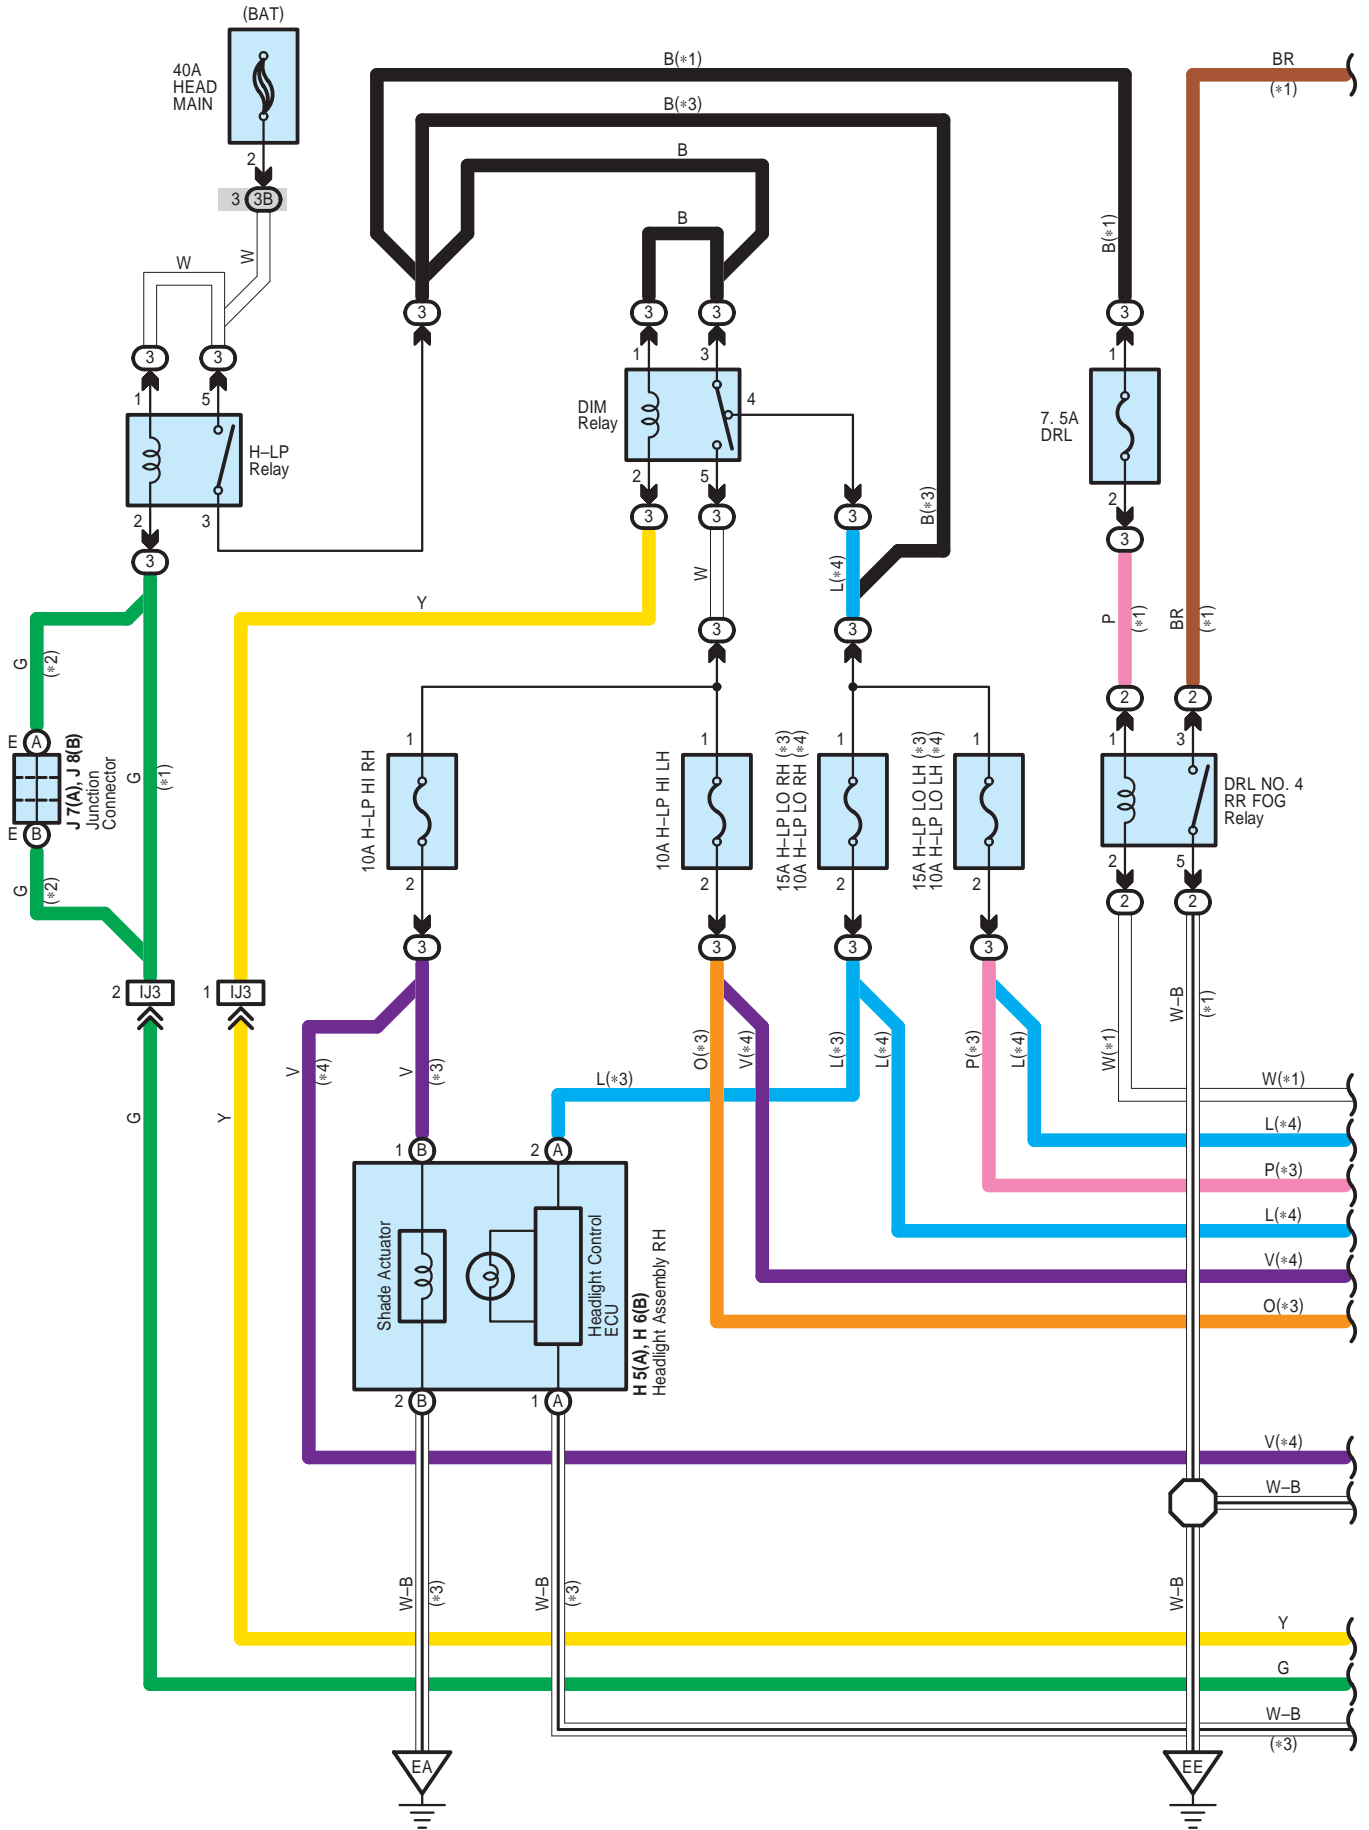 (BAT)
40A
HEAD
MAIN
2
3 3B
W
W
3
3
1
5
H–LP
Relay
2
3
3
B(∗1)
B(∗3)
B
B
3
3
3
1
3
4
DIM
Relay
2
5
3
3
3
B(∗3)
L(∗4)
W
Y
3
3
B(∗1)
3
1
7. 5A
DRL
2
3
P
(∗1)
BR
(∗1)
BR
(∗1)
2
2
1
3
DRL NO. 4
RR FOG
Relay
2
5
2
2
G
(∗2)
G
(∗1)
E A
E B
J 7(A), J 8(B)
Junction
Connector
G
(∗2)
2 IJ3
1 IJ3
G
Y
1
10A H–LP HI RH
2
3
1
10A H–LP HI LH
2
3
1
15A H–LP LO RH (∗3)
10A H–LP LO RH (∗4)
2
3
1
15A H–LP LO LH (∗3)
10A H–LP LO LH (∗4)
2
3
V
(∗4)
V
(∗3)
O(∗3)
V(∗4)
L(∗3)
L(∗4)
P(∗3)
L(∗4)
W(∗1)
W–B
(∗1)
L(∗3)
W(∗1)
L(∗4)
P(∗3)
L(∗4)
V(∗4)
O(∗3)
1 B
2 A
Shade Actuator
Headlight Control
ECU
H 5(A), H 6(B)
Headlight Assembly RH
2 B
1 A
V(∗4)
W–B
W–B
(∗3)
W–B
(∗3)
W–B
Y
G
W–B
(∗3)
EA
EE